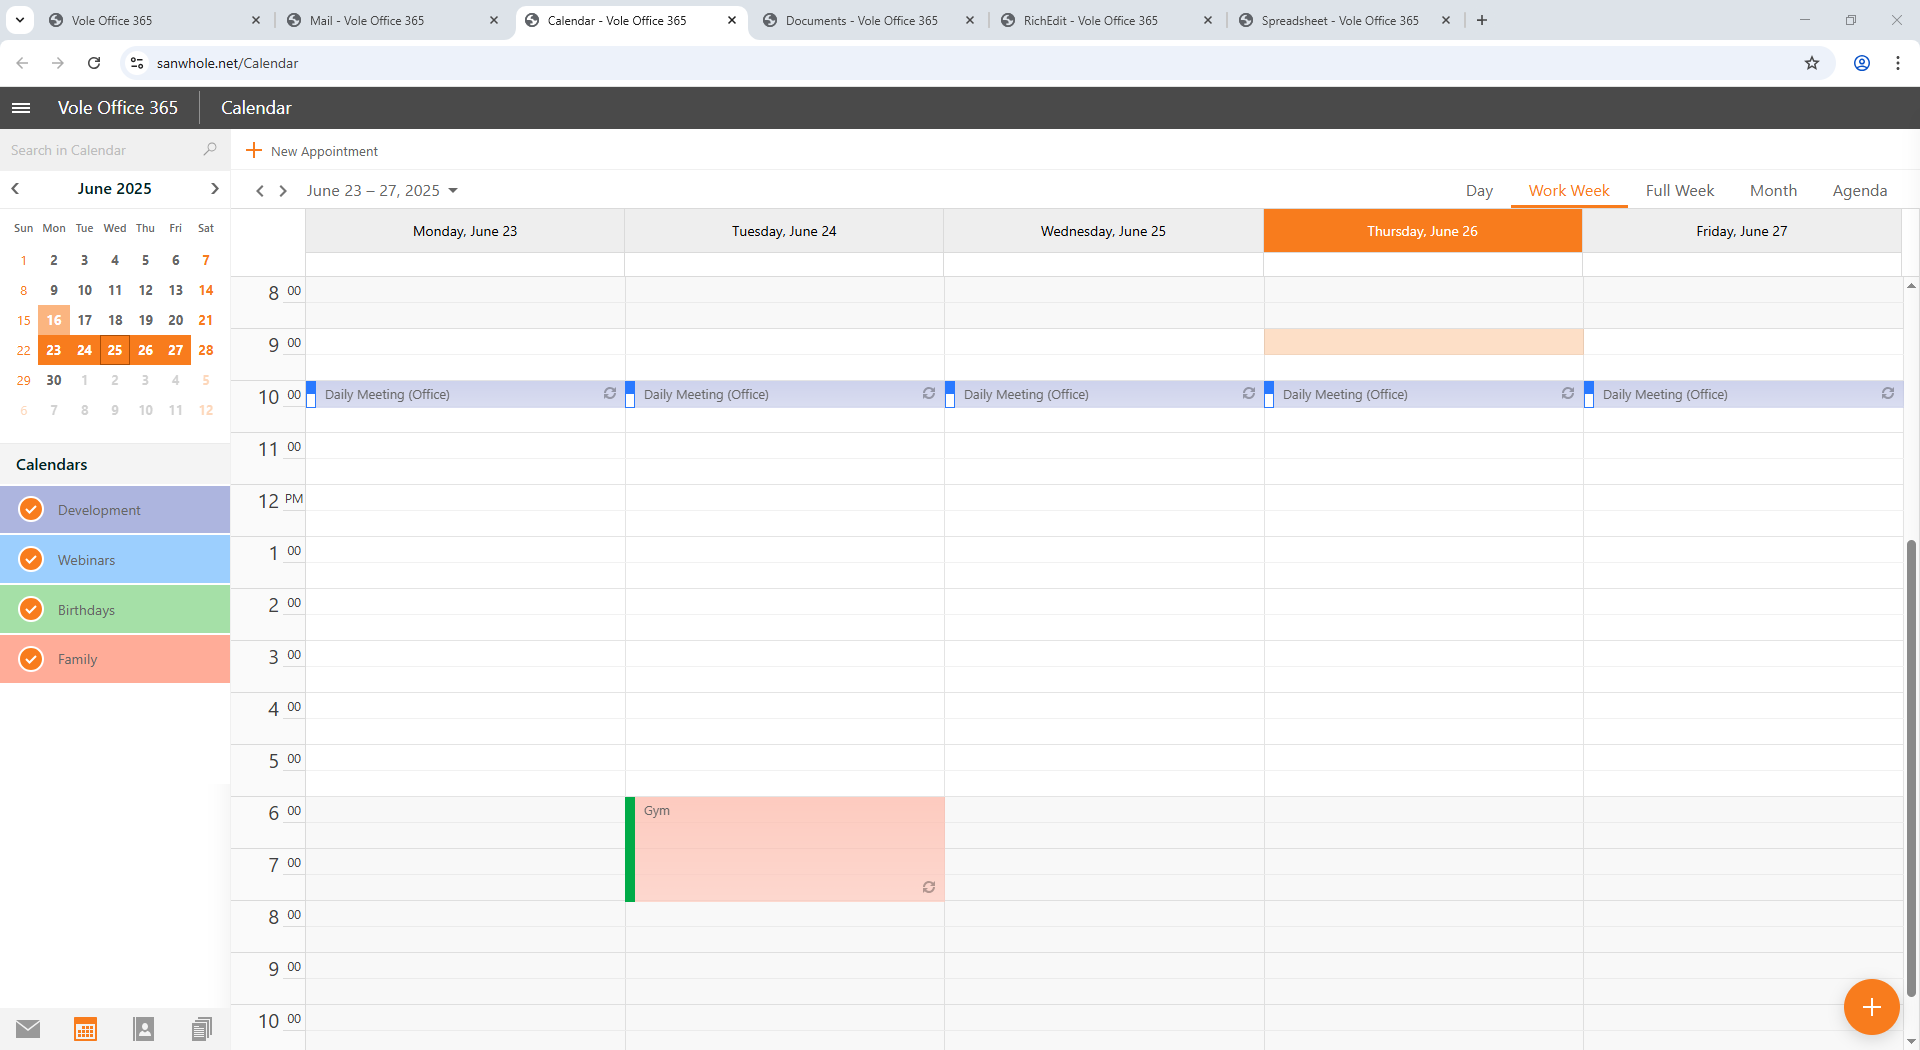 Vole Office 365
Mail - Vole Office 365
Calendar - Vole Office 365
Documents - Vole Office 365
RichEdit - Vole Office 365
Spreadsheet - Vole Office 365
sanwhole.net/Calendar
Vole Office 365
Calendar
Search in Calendar
New Appointment
June 2025
June 23 – 27, 2025
Day
Work Week
Full Week
Month
Agenda
Sun Mon Tue Wed Thu Fri Sat
1 2 3 4 5 6 7
8 9 10 11 12 13 14
15 16 17 18 19 20 21
22 23 24 25 26 27 28
29 30 1 2 3 4 5
6 7 8 9 10 11 12
Calendars
Development
Webinars
Birthdays
Family
Monday, June 23
Tuesday, June 24
Wednesday, June 25
Thursday, June 26
Friday, June 27
8 00
9 00
10 00
Daily Meeting (Office)
Daily Meeting (Office)
Daily Meeting (Office)
Daily Meeting (Office)
Daily Meeting (Office)
11 00
12 PM
1 00
2 00
3 00
4 00
5 00
6 00
Gym
7 00
8 00
9 00
10 00